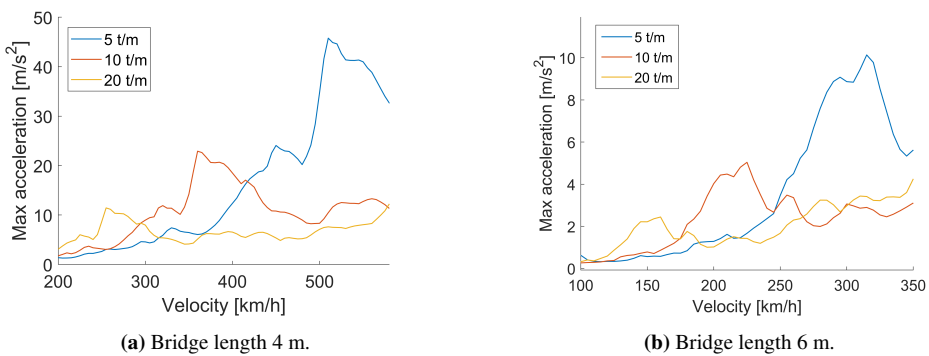 50
40
30
20
10
0
Max acceleration [m/s²]
5 t/m
10 t/m
20 t/m
200 300 400 500
Velocity [km/h]
(a) Bridge length 4 m.
10
8
6
4
2
0
Max acceleration [m/s²]
5 t/m
10 t/m
20 t/m
100 150 200 250 300 350
Velocity [km/h]
(b) Bridge length 6 m.